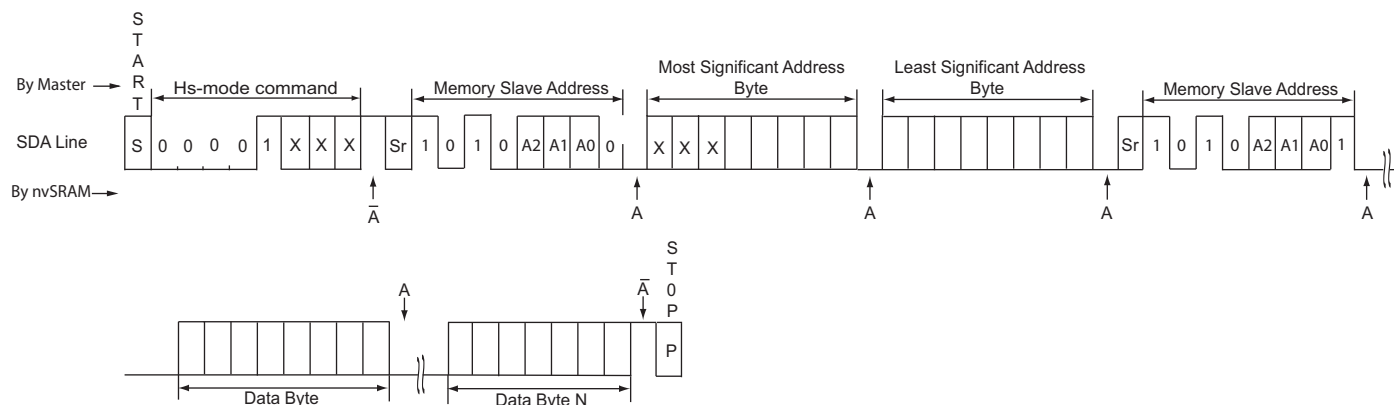 START
By Master
Hs-mode command
Memory Slave Address
Most Significant Address
Byte
Least Significant Address
Byte
Memory Slave Address
SDA Line
S 0 0 0 0 1 X X X Sr 1 0 1 0 A2 A1 A0 0 X X X Sr 1 0 1 0 A2 A1 A0 1
By nvSRAM
A̅ A A A A
A A̅ ST0P
P
Data Byte
Data Byte N